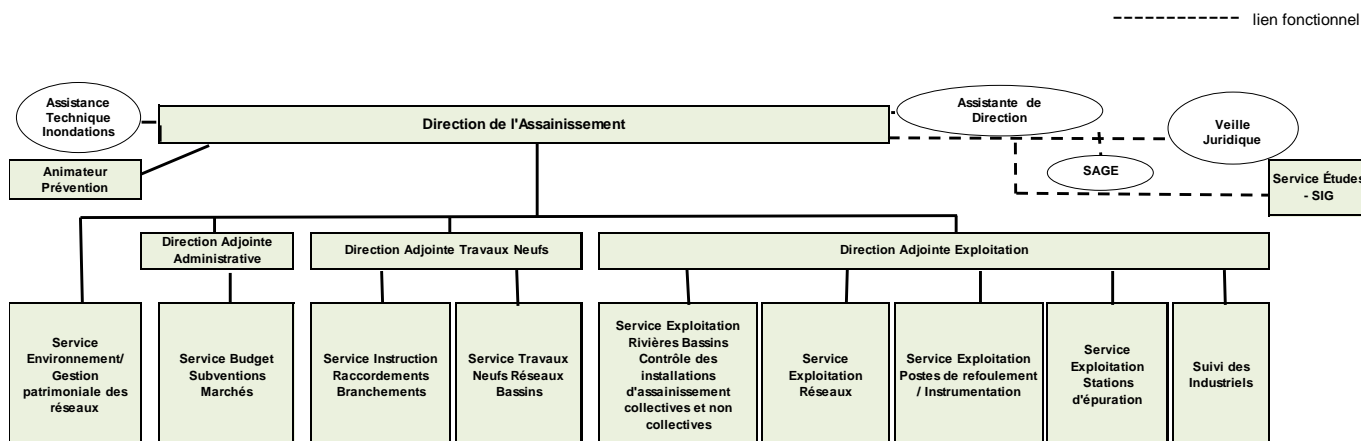 lien fonctionnel
Assistance
Technique
Inondations
Direction de l'Assainissement
Assistante de
Direction
Veille
Juridique
Animateur
Prévention
SAGE
Service Études
- SIG
Direction Adjointe
Administrative
Direction Adjointe Travaux Neufs
Direction Adjointe Exploitation
Service
Environnement/
Gestion
patrimoniale des
réseaux
Service Budget
Subventions
Marchés
Service Instruction
Raccordements
Branchements
Service Travaux
Neufs Réseaux
Bassins
Service Exploitation
Rivières Bassins
Contrôle des
installations
d'assainissement
collectives et non
collectives
Service
Exploitation
Réseaux
Service Exploitation
Postes de refoulement
/ Instrumentation
Service
Exploitation
Stations
d'épuration
Suivi des
Industriels